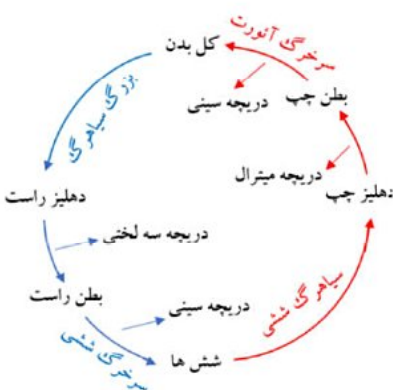 سرخرگ آئورت
کل بدن
بزرگ سیاهرگ
بطن چپ
دریچه سینی
دریچه میترال
دهلیز راست
دهلیز چپ
دریچه سه لختی
بطن راست
دریچه سینی
سیاهرگ ششی
سرخرگ ششی
شش ها